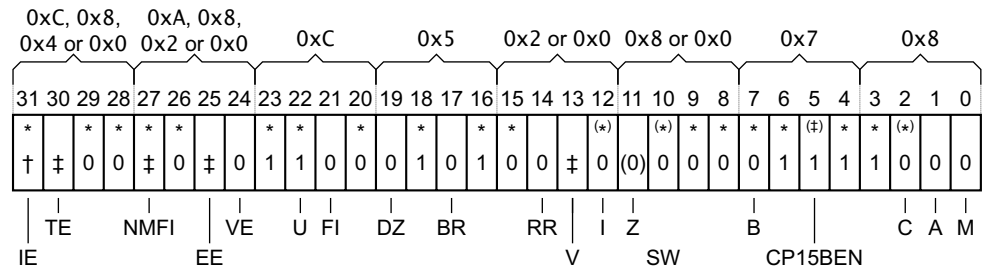 0xC, 0x8, 0xA, 0x8,
0x4 or 0x0 0x2 or 0x0 0xC 0x5 0x2 or 0x0 0x8 or 0x0 0x7 0x8
31 30 29 28 27 26 25 24 23 22 21 20 19 18 17 16 15 14 13 12 11 10 9 8 7 6 5 4 3 2 1 0
* * * * * * * * * * * (*) (*) * * * * (‡) * * (*)
† ‡ 0 0 ‡ 0 ‡ 0 1 1 0 0 0 1 0 1 0 0 ‡ 0 (0) 0 0 0 0 1 1 1 1 0 0 0
TE NMFI VE U FI DZ BR RR I Z B C A M
IE EE V SW CP15BEN